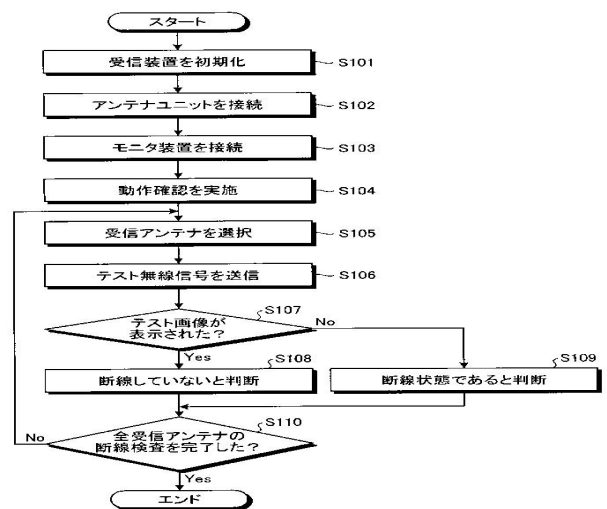 スタート
受信装置を初期化 S101
アンテナユニットを接続 S102
モニタ装置を接続 S103
動作確認を実施 S104
受信アンテナを選択 S105
テスト無線信号を送信 S106
S107
テスト画像が
表示された？
No
Yes
S108
断線していないと判断
S109
断線状態であると判断
S110
全受信アンテナの
断線検査を完了した？
No
Yes
エンド